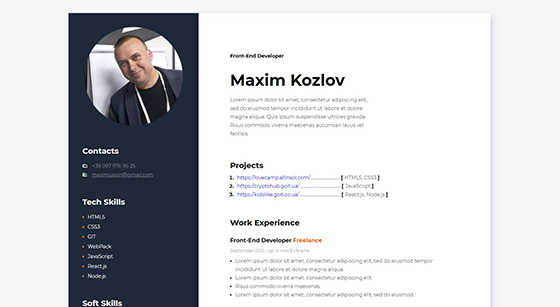 Front-End Developer
Maxim Kozlov
Lorem ipsum dolor sit amet, consectetur adipiscing elit,
sed do eiusmod tempor incididunt ut labore et dolore
magna aliqua. Quis ipsum suspendisse ultrices gravida.
Risus commodo viverra maecenas accumsan lacus vel
facilisis.
Contacts
C: +38 097 976 96 25
E:
Tech Skills
HTML5
CSS3
GIT
WebPack
JavaScript
React.js
Node.js
Soft Skills
Projects
1. https://lovecamp.allinsol.com/ [ HTML5, CSS3 ]
2. https://cryptohub.goit.ua/ [ JavaScript ]
3. https://kidslike.goit.co.ua/ [ React.js, Node.js ]
Work Experience
Front-End Developer Freelance
September 2019 - up to now | Ukraine
Lorem ipsum dolor sit amet, consectetur adipiscing elit, sed do eiusmod tempor
incididunt ut labore et dolore magna aliqua.
Lorem ipsum dolor sit amet, consectetur adipiscing elit.
Risus commodo viverra maecenas.
Lorem ipsum dolor sit amet, consectetur adipiscing elit, sed do eiusmod.